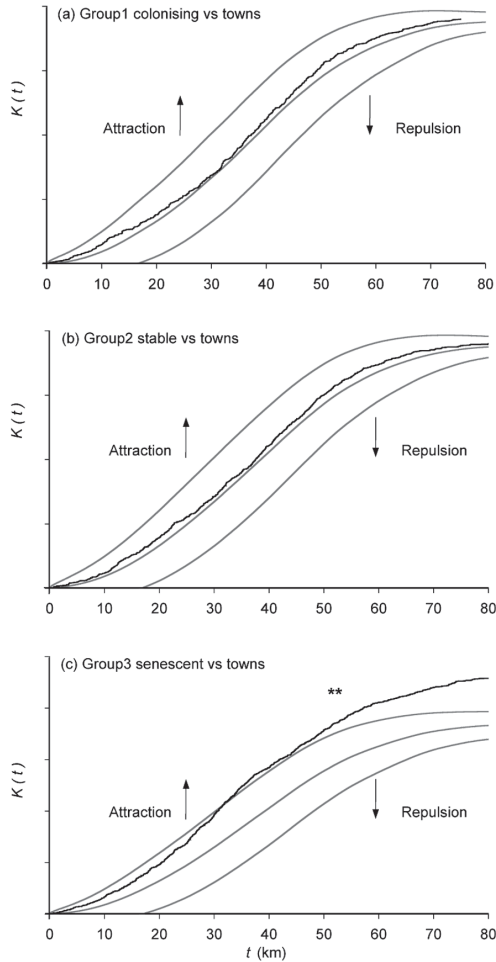 (a) Group1 colonising vs towns
K(t)
Attraction
Repulsion
0 10 20 30 40 50 60 70 80
(b) Group2 stable vs towns
K(t)
Attraction
Repulsion
0 10 20 30 40 50 60 70 80
(c) Group3 senescent vs towns
**
K(t)
Attraction
Repulsion
0 10 20 30 40 50 60 70 80
t (km)